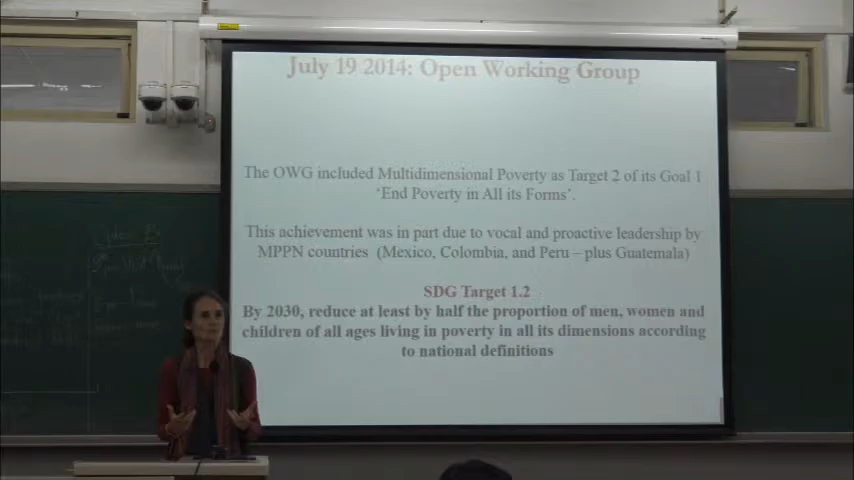 July 19 2014: Open Working Group
The OWG included Multidimensional Poverty as Target 2 of its Goal 1
'End Poverty in All its Forms'.
This achievement was in part due to vocal and proactive leadership by
MPPN countries (Mexico, Colombia, and Peru – plus Guatemala)
SDG Target 1.2
By 2030, reduce at least by half the proportion of men, women and
children of all ages living in poverty in all its dimensions according
to national definitions